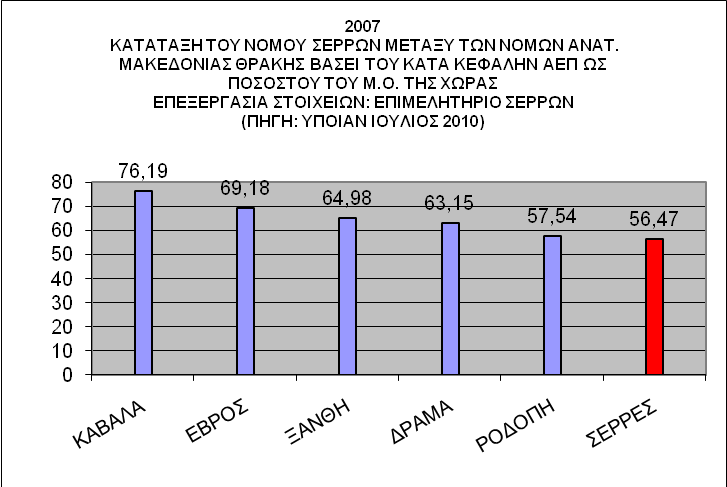 2007
ΚΑΤΑΤΑΞΗ ΤΟΥ ΝΟΜΟΥ ΣΕΡΡΩΝ ΜΕΤΑΞΥ ΤΩΝ ΝΟΜΩΝ ΑΝΑΤ.
ΜΑΚΕΔΟΝΙΑΣ ΘΡΑΚΗΣ ΒΑΣΕΙ ΤΟΥ ΚΑΤΑ ΚΕΦΑΛΗΝ ΑΕΠ ΩΣ
ΠΟΣΟΣΤΟΥ ΤΟΥ Μ.Ο. ΤΗΣ ΧΩΡΑΣ
ΕΠΕΞΕΡΓΑΣΙΑ ΣΤΟΙΧΕΙΩΝ: ΕΠΙΜΕΛΗΤΗΡΙΟ ΣΕΡΡΩΝ
(ΠΗΓΗ: ΥΠΟΙΑΝ ΙΟΥΛΙΟΣ 2010)
76,19
69,18
64,98
63,15
57,54
56,47
80
70
60
50
40
30
20
10
0
ΚΑΒΑΛΑ
ΕΒΡΟΣ
ΞΑΝΘΗ
ΔΡΑΜΑ
ΡΟΔΟΠΗ
ΣΕΡΡΕΣ